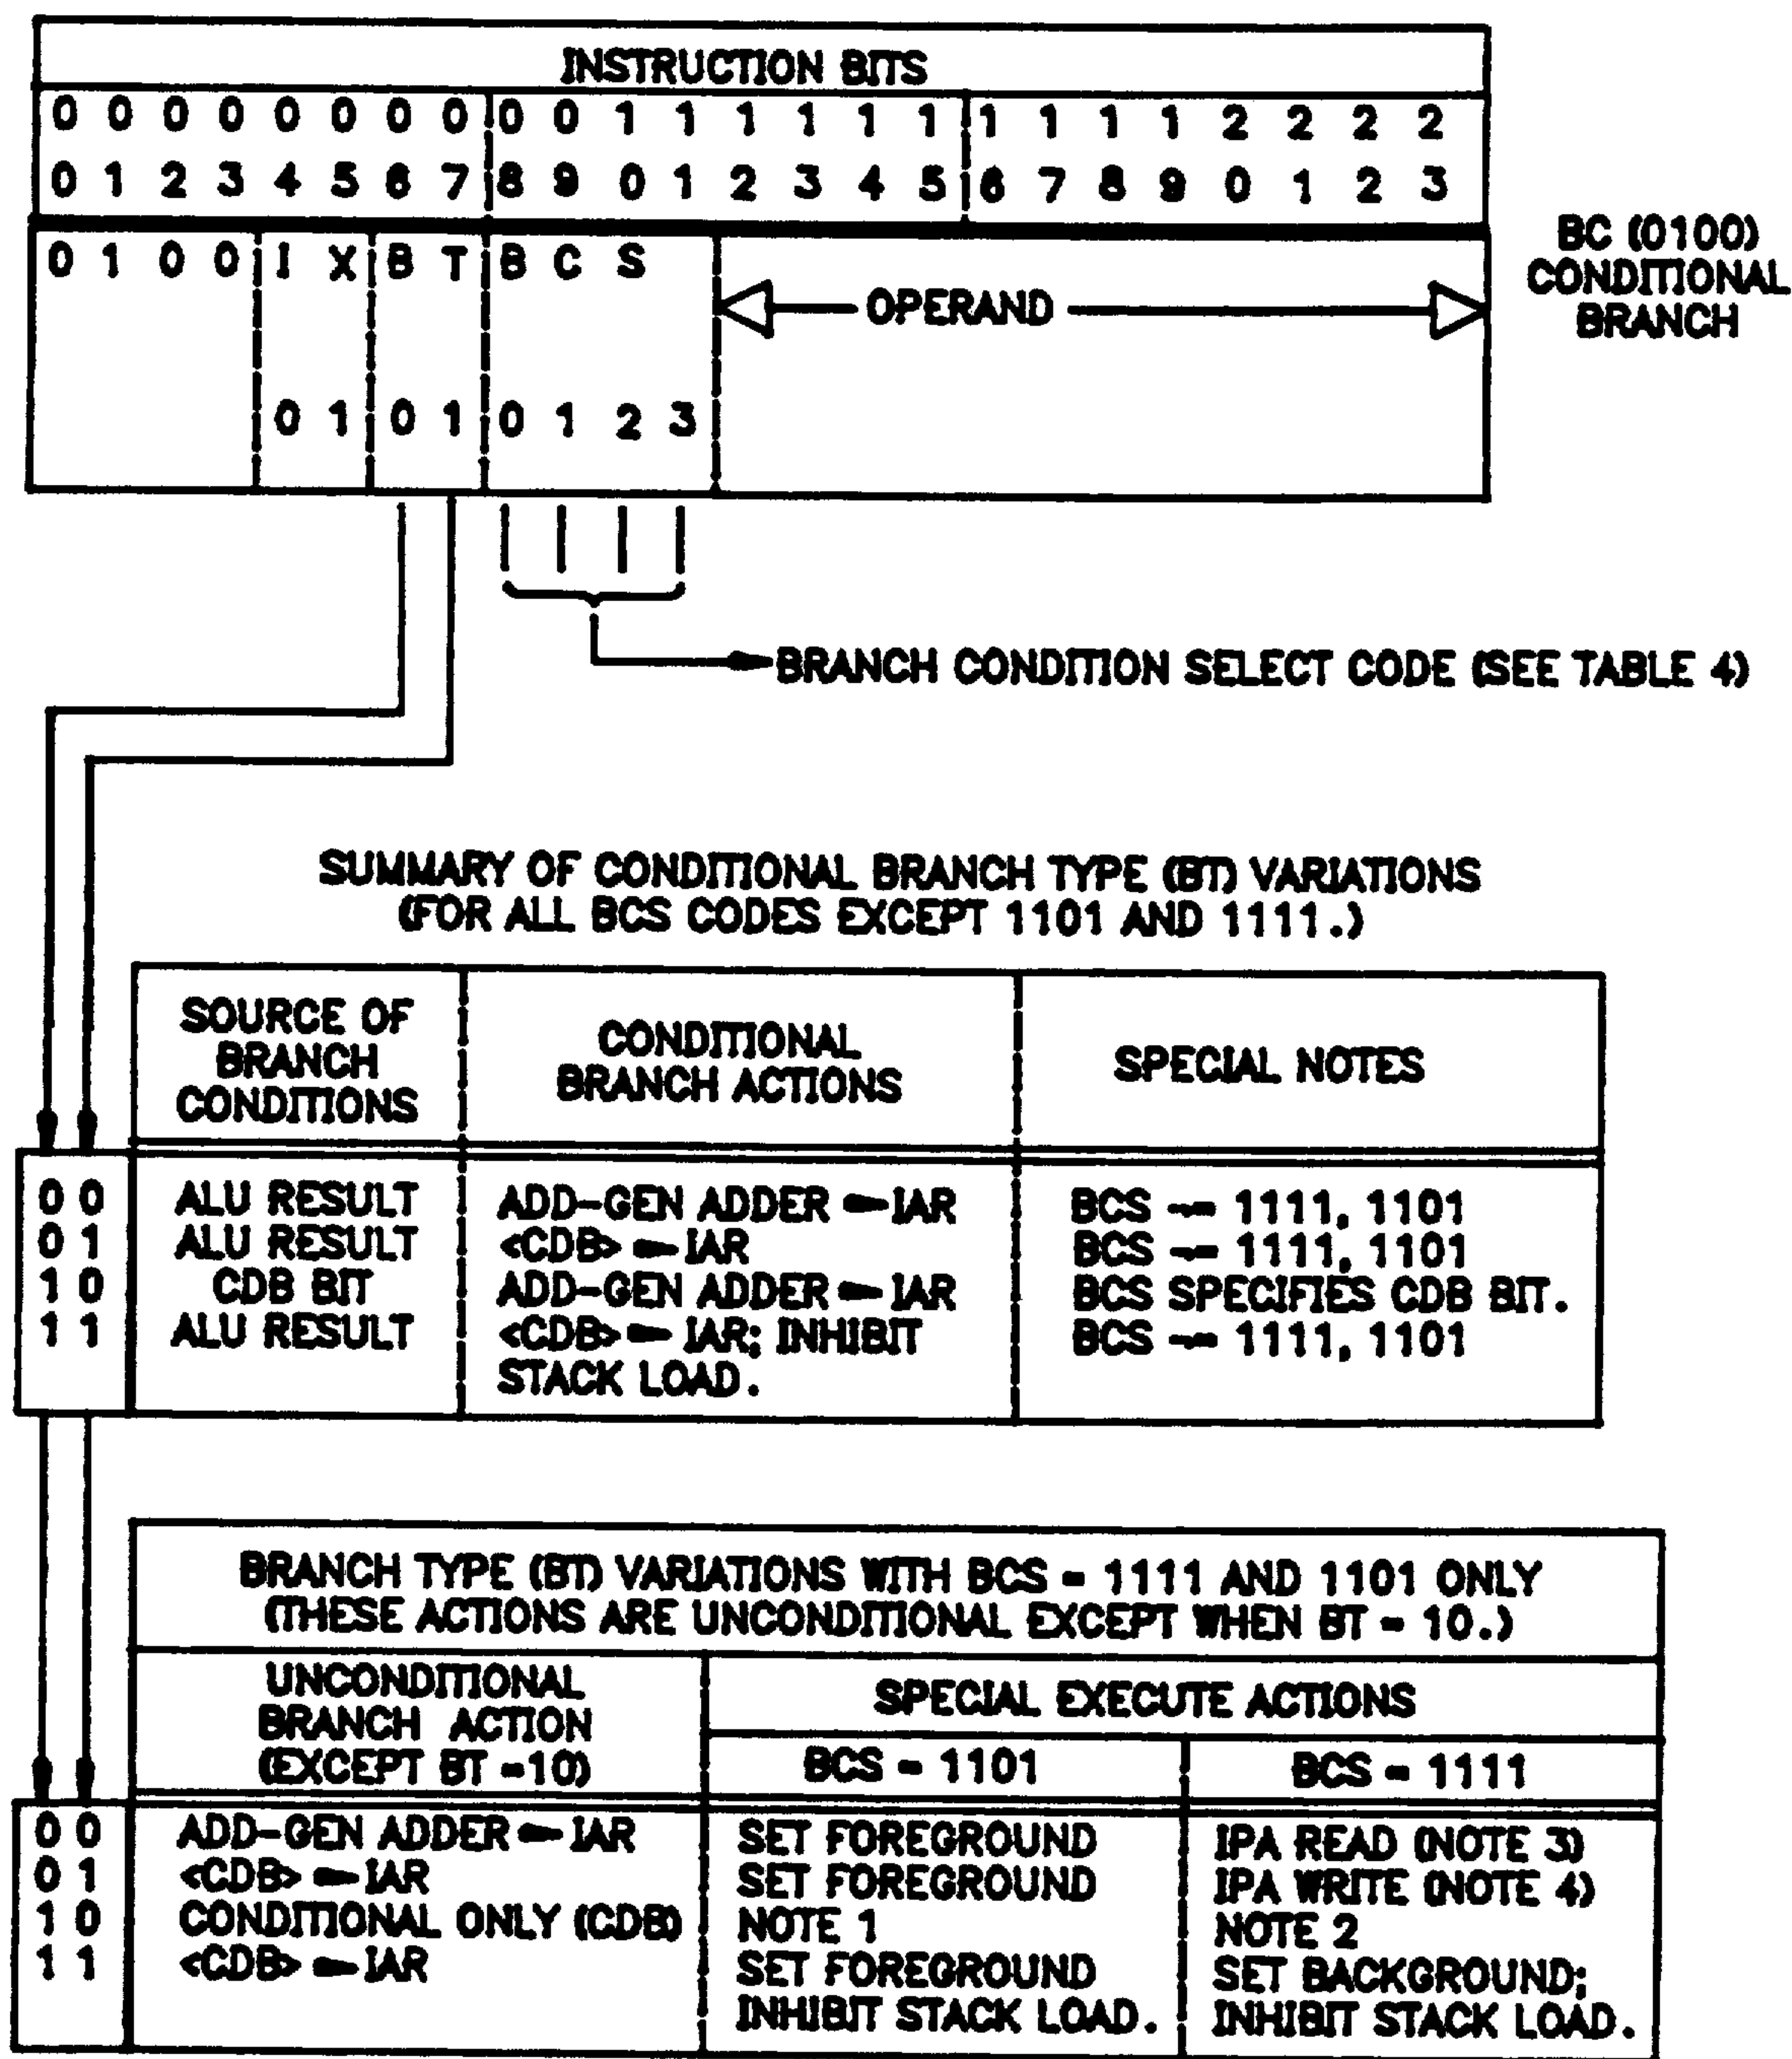 INSTRUCTION BITS
0 0 0 0 0 0 0 0 0 0 1 1 1 1 1 1 1 1 1 1 2 2 2 2
0 1 2 3 4 5 6 7 8 9 0 1 2 3 4 5 6 7 8 9 0 1 2 3
0 1 0 0 I X B T B C S
OPERAND
0 1 0 1 0 1 2 3
BC (0100)
CONDITIONAL
BRANCH
BRANCH CONDITION SELECT CODE (SEE TABLE 4)
SUMMARY OF CONDITIONAL BRANCH TYPE (BT) VARIATIONS
(FOR ALL BCS CODES EXCEPT 1101 AND 1111.)
SOURCE OF
BRANCH
CONDITIONS
CONDITIONAL
BRANCH ACTIONS
SPECIAL NOTES
0 0 ALU RESULT ADD-GEN ADDER → IAR BCS ¬= 1111, 1101
0 1 ALU RESULT <CDB> → IAR BCS ¬= 1111, 1101
1 0 CDB BIT ADD-GEN ADDER → IAR BCS SPECIFIES CDB BIT.
1 1 ALU RESULT <CDB> → IAR; INHIBIT BCS ¬= 1111, 1101
STACK LOAD.
BRANCH TYPE (BT) VARIATIONS WITH BCS = 1111 AND 1101 ONLY
(THESE ACTIONS ARE UNCONDITIONAL EXCEPT WHEN BT = 10.)
UNCONDITIONAL
BRANCH ACTION
(EXCEPT BT =10)
SPECIAL EXECUTE ACTIONS
BCS = 1101 BCS = 1111
0 0 ADD-GEN ADDER → IAR SET FOREGROUND IPA READ (NOTE 3)
0 1 <CDB> → IAR SET FOREGROUND IPA WRITE (NOTE 4)
1 0 CONDITIONAL ONLY (CDB) NOTE 1 NOTE 2
1 1 <CDB> → IAR SET FOREGROUND SET BACKGROUND;
INHIBIT STACK LOAD. INHIBIT STACK LOAD.